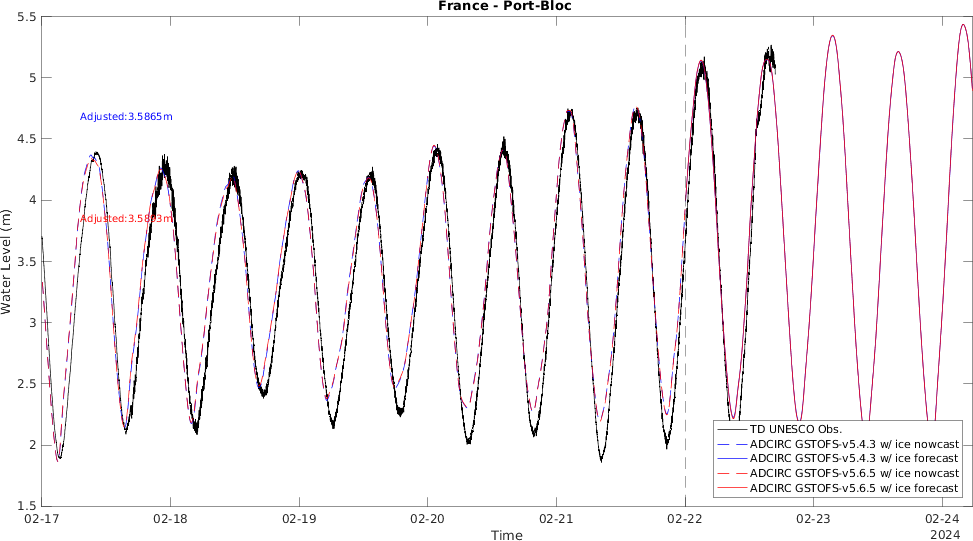 France - Port-Bloc
5.5
5
4.5
4
3.5
3
2.5
2
1.5
Water Level (m)
Adjusted:3.5865m
TD UNESCO Obs.
ADCIRC GSTOFS-v5.4.3 w/ ice nowcast
ADCIRC GSTOFS-v5.4.3 w/ ice forecast
ADCIRC GSTOFS-v5.6.5 w/ ice nowcast
ADCIRC GSTOFS-v5.6.5 w/ ice forecast
02-17 02-18 02-19 02-20 02-21 02-22 02-23 02-24
Time
2024